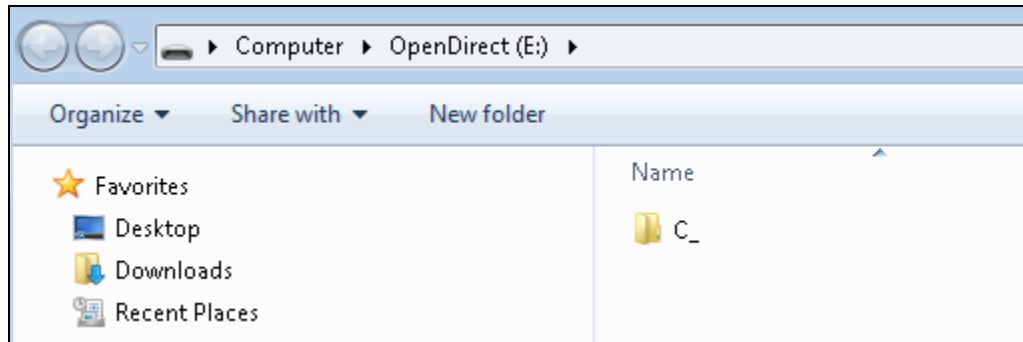 Computer OpenDirect (E:)
Organize Share with New folder
Favorites
Desktop
Downloads
Recent Places
Name
C_